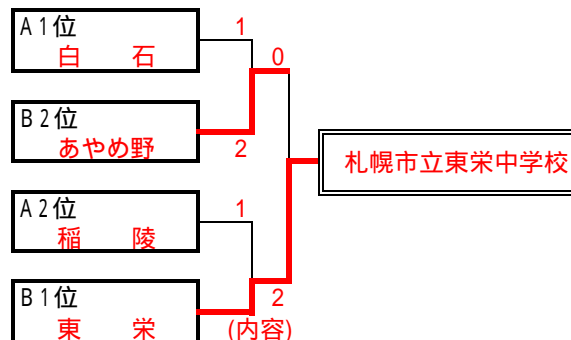 A1位
白 石
1
0
B2位
あやめ野
2
札幌市立東栄中学校
A2位
稲 陵
1
B1位
東 栄
2
(内容)